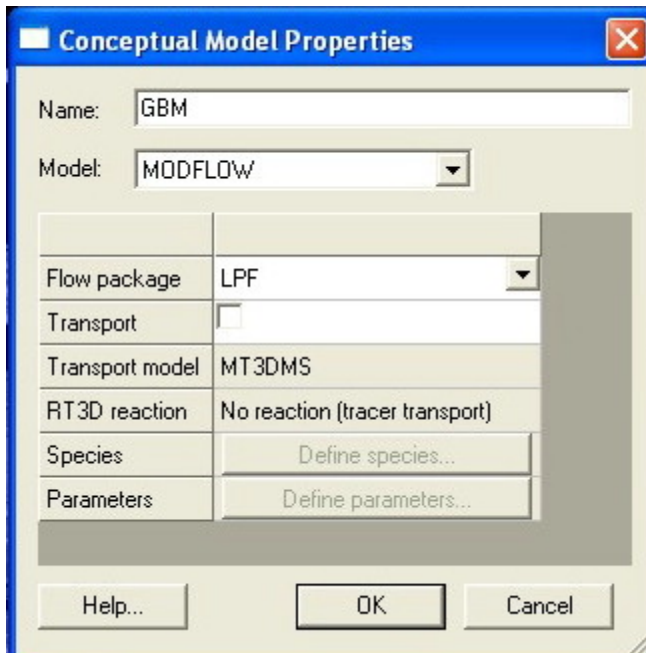 Conceptual Model Properties
Name: GBM
Model: MODFLOW
Flow package LPF
Transport
Transport model MT3DMS
RT3D reaction No reaction (tracer transport)
Species Define species...
Parameters Define parameters...
Help... OK Cancel